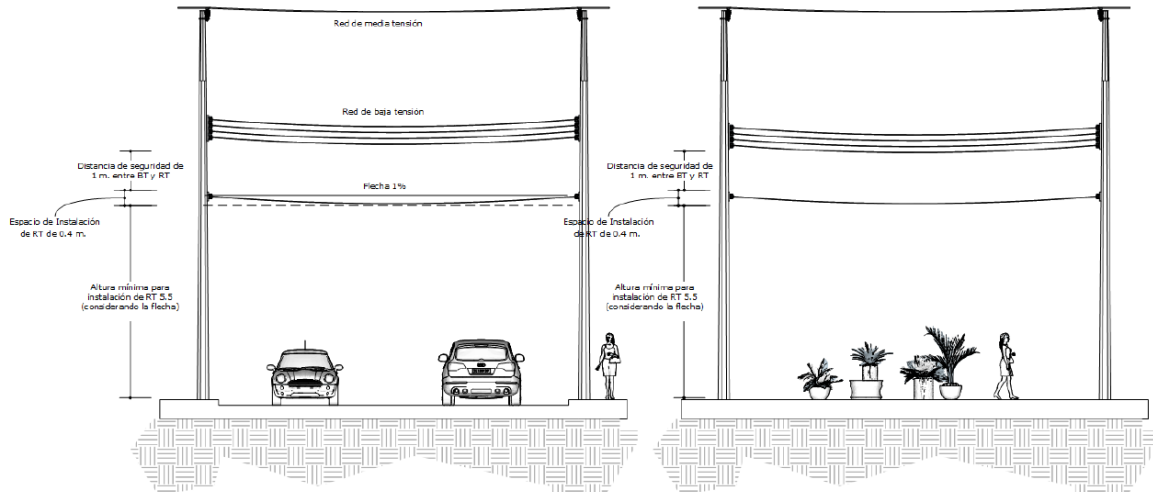 Red de media tensión
Red de baja tensión
Distancia de seguridad de
1 m. entre BT y RT
Flecha 1%
Espacio de Instalación
de RT de 0.4 m.
Altura mínima para
instalación de RT 5.5
(considerando la flecha)
Distancia de seguridad de
1 m. entre BT y RT
Espacio de Instalación
de RT de 0.4 m.
Altura mínima para
instalación de RT 5.5
(considerando la flecha)